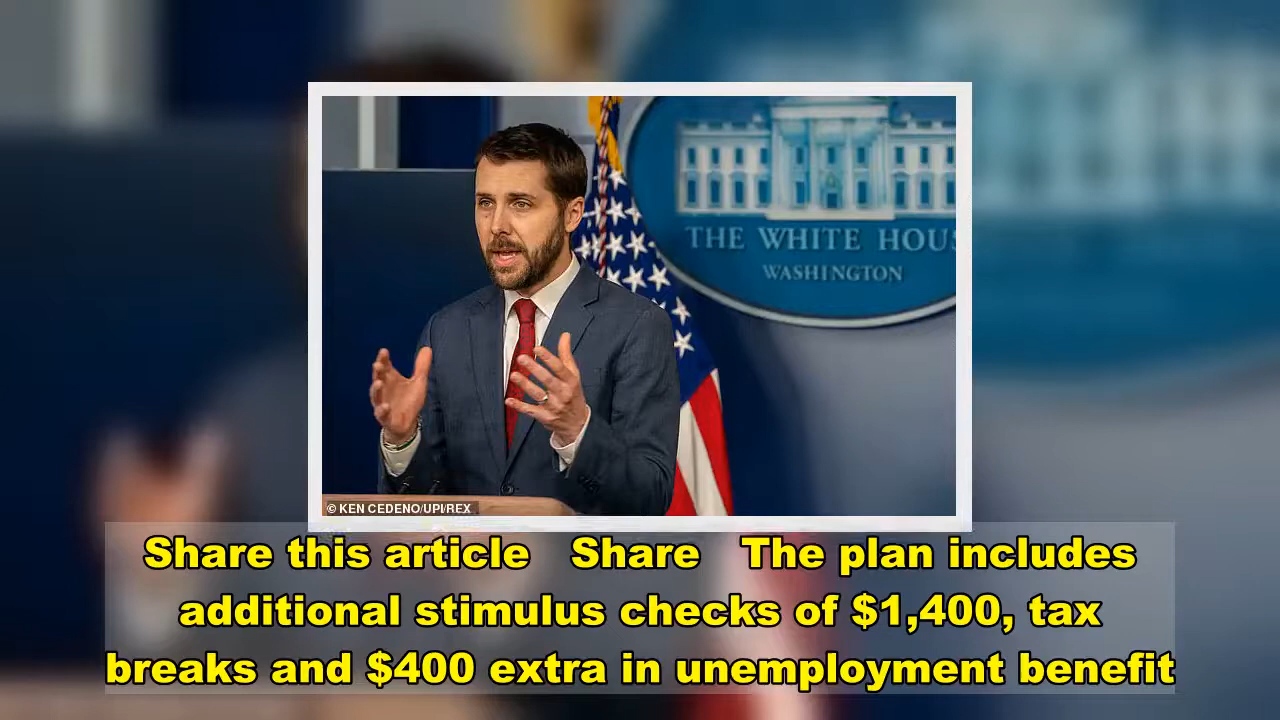 THE WHITE HOUS
WASHINGTON
© KEN CEDENO/UPI/REX
Share this article Share The plan includes
additional stimulus checks of $1,400, tax
breaks and $400 extra in unemployment benefit